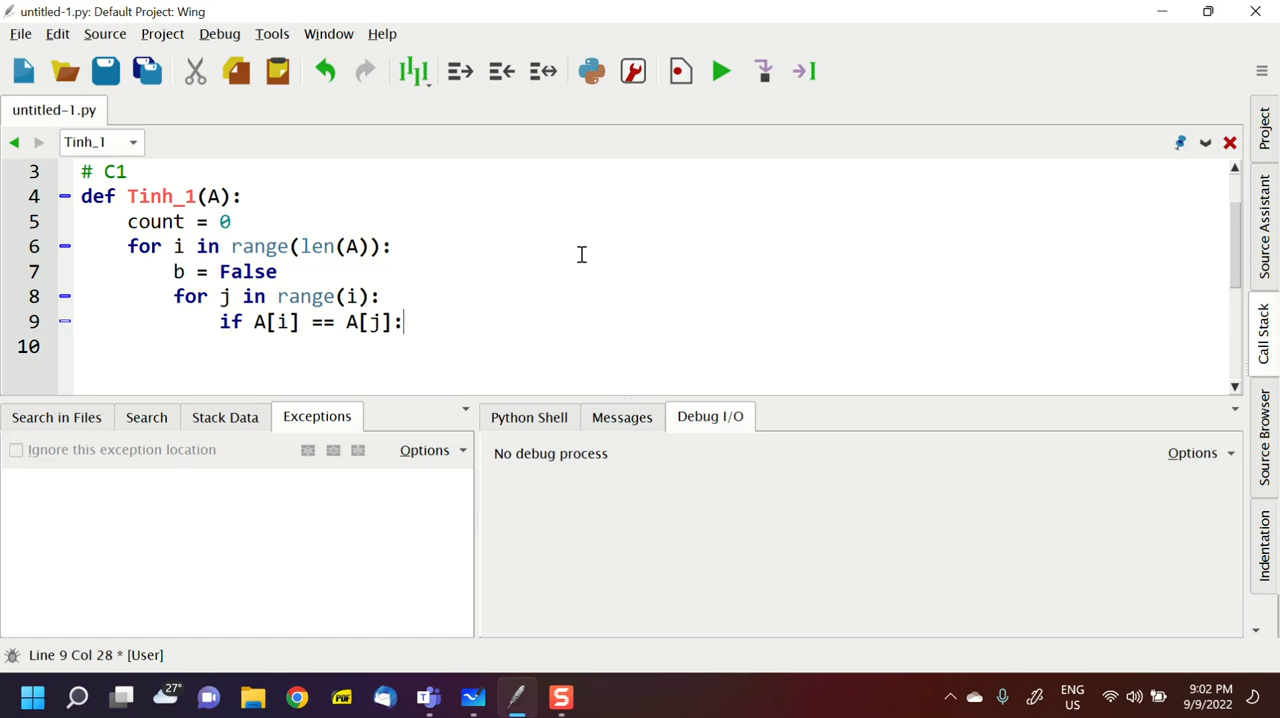 untitled-1.py: Default Project: Wing
File Edit Source Project Debug Tools Window Help
untitled-1.py
Tinh_1
3 # C1
4 def Tinh_1(A):
5 count = 0
6 for i in range(len(A)):
7 b = False
8 for j in range(i):
9 if A[i] == A[j]:
10
Project
Source Assistant
Call Stack
Source Browser
Indentation
Search in Files Search Stack Data Exceptions
Ignore this exception location Options
Python Shell Messages Debug I/O
No debug process Options
Line 9 Col 28 * [User]
27°
PDF
T
S
ENG
US
9:02 PM
9/9/2022